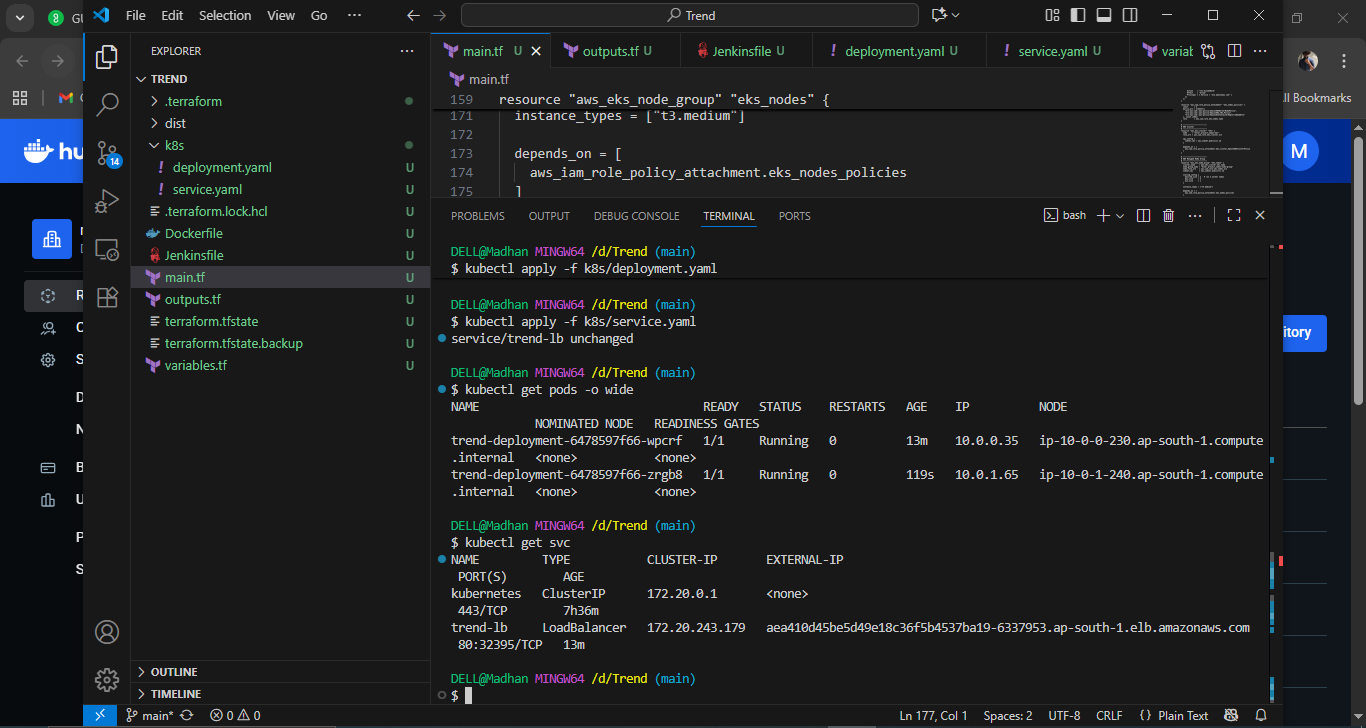 File Edit Selection View Go ··· Trend
EXPLORER ···
TREND
.terraform
dist
k8s
deployment.yaml U
service.yaml U
.terraform.lock.hcl U
Dockerfile U
Jenkinsfile U
main.tf U
outputs.tf U
terraform.tfstate U
terraform.tfstate.backup U
variables.tf U
OUTLINE
TIMELINE
14
main.tf U outputs.tf U Jenkinsfile U deployment.yaml U service.yaml U variat
main.tf
159 resource "aws_eks_node_group" "eks_nodes" {
171 instance_types = ["t3.medium"]
172
173 depends_on = [
174 aws_iam_role_policy_attachment.eks_nodes_policies
175 ]
PROBLEMS OUTPUT DEBUG CONSOLE TERMINAL PORTS bash
DELL@Madhan MINGW64 /d/Trend (main)
$ kubectl apply -f k8s/deployment.yaml
DELL@Madhan MINGW64 /d/Trend (main)
$ kubectl apply -f k8s/service.yaml
service/trend-lb unchanged
DELL@Madhan MINGW64 /d/Trend (main)
$ kubectl get pods -o wide
NAME READY STATUS RESTARTS AGE IP NODE
NOMINATED NODE READINESS GATES
trend-deployment-6478597f66-wpcrf 1/1 Running 0 13m 10.0.0.35 ip-10-0-0-230.ap-south-1.compute
.internal <none> <none>
trend-deployment-6478597f66-zrgb8 1/1 Running 0 119s 10.0.1.65 ip-10-0-1-240.ap-south-1.compute
.internal <none> <none>
DELL@Madhan MINGW64 /d/Trend (main)
$ kubectl get svc
NAME TYPE CLUSTER-IP EXTERNAL-IP
PORT(S) AGE
kubernetes ClusterIP 172.20.0.1 <none>
443/TCP 7h36m
trend-lb LoadBalancer 172.20.243.179 aea410d45be5d49e18c36f5b4537ba19-6337953.ap-south-1.elb.amazonaws.com
80:32395/TCP 13m
DELL@Madhan MINGW64 /d/Trend (main)
$
main* 0 0 Ln 177, Col 1 Spaces: 2 UTF-8 CRLF {} Plain Text
ll Bookmarks
M
itory
hu